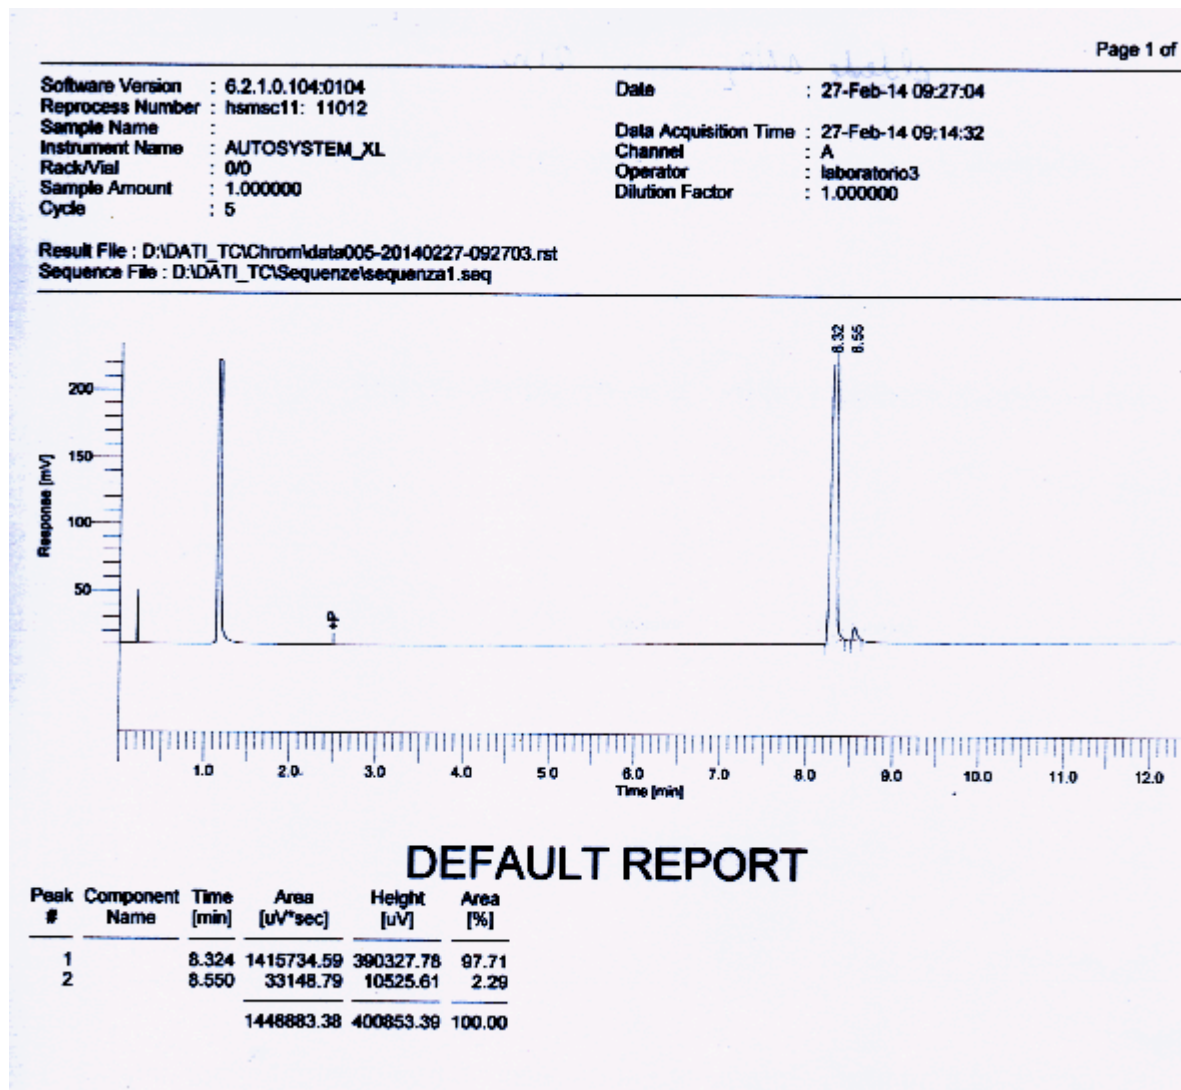 Page 1 of
Software Version : 6.2.1.0.104:0104
Reprocess Number : hsmsc11: 11012
Sample Name :
Instrument Name : AUTOSYSTEM_XL
Rack/Vial : 0/0
Sample Amount : 1.000000
Cycle : 5
Date : 27-Feb-14 09:27:04
Data Acquisition Time : 27-Feb-14 09:14:32
Channel : A
Operator : laboratorio3
Dilution Factor : 1.000000
Result File : D:\DATI_TC\Chrom\data005-20140227-092703.rst
Sequence File : D:\DATI_TC\Sequenze\sequenza1.seq
8.32
8.55
200
150
100
50
Response [mV]
+P
1.0 2.0 3.0 4.0 5.0 6.0 7.0 8.0 9.0 10.0 11.0 12.0
Time [min]
DEFAULT REPORT
Peak Component Time Area Height Area
# Name [min] [uV*sec] [uV] [%]
1 8.324 1415734.59 390327.78 97.71
2 8.550 33148.79 10525.61 2.29
1448883.38 400853.39 100.00